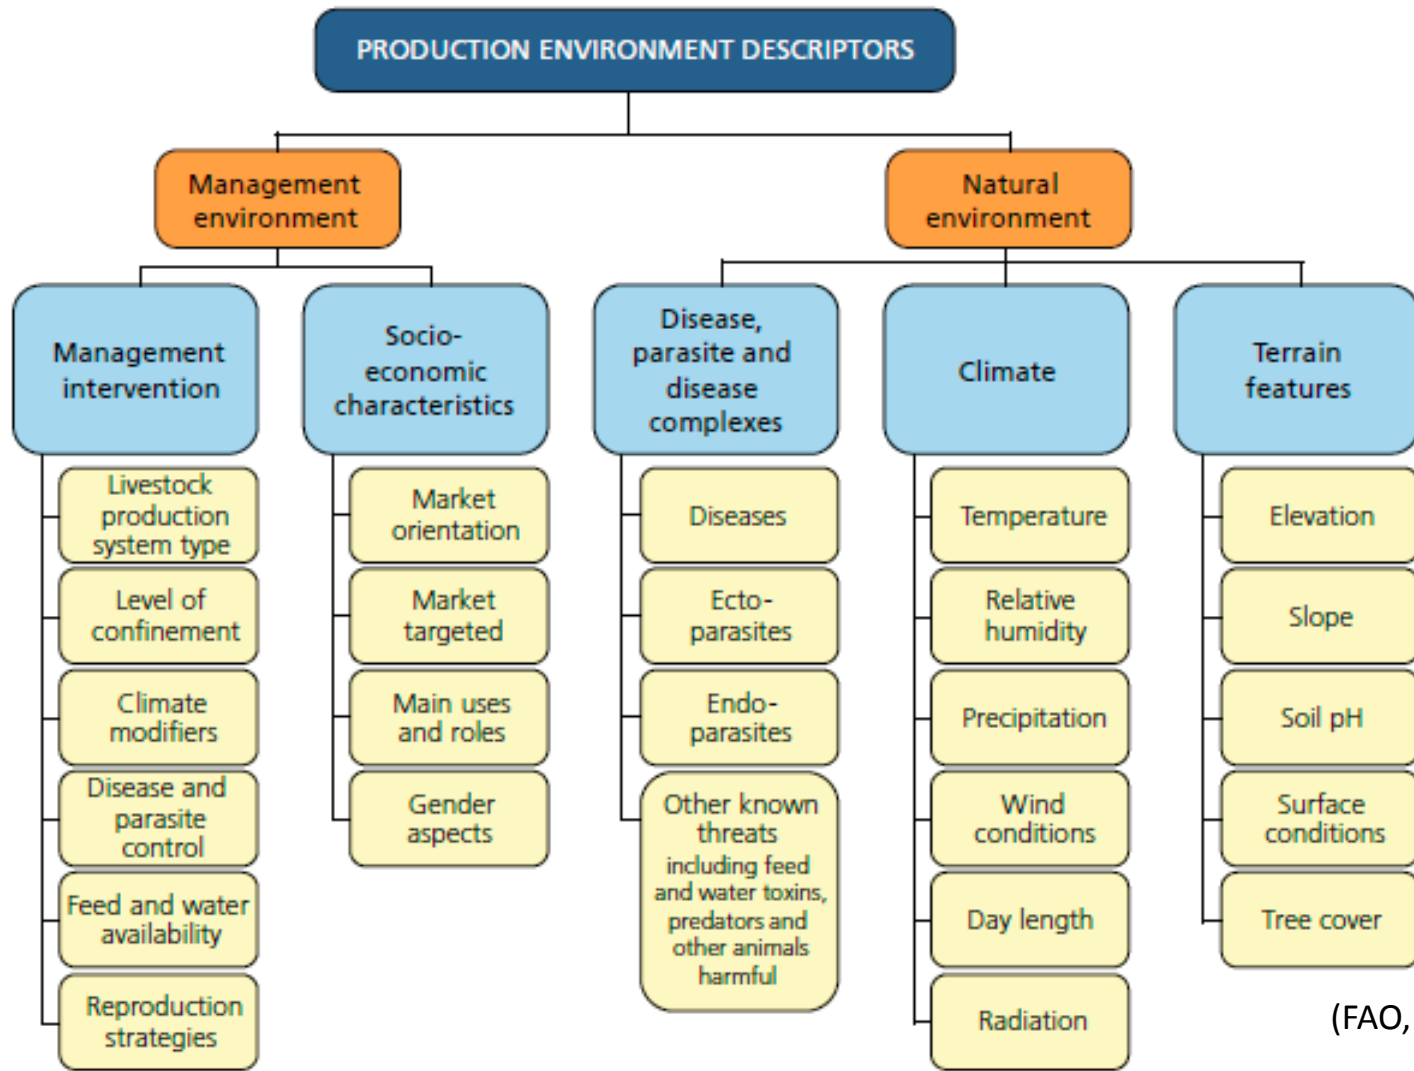 PRODUCTION ENVIRONMENT DESCRIPTORS
Management
environment
Natural
environment
Management
intervention
Socio-
economic
characteristics
Disease,
parasite and
disease
complexes
Climate
Terrain
features
Livestock
production
system type
Level of
confinement
Climate
modifiers
Disease and
parasite
control
Feed and water
availability
Reproduction
strategies
Market
orientation
Market
targeted
Main uses
and roles
Gender
aspects
Diseases
Ecto-
parasites
Endo-
parasites
Other known
threats
including feed
and water toxins,
predators and
other animals
harmful
Temperature
Relative
humidity
Precipitation
Wind
conditions
Day length
Radiation
Elevation
Slope
Soil pH
Surface
conditions
Tree cover
(FAO,